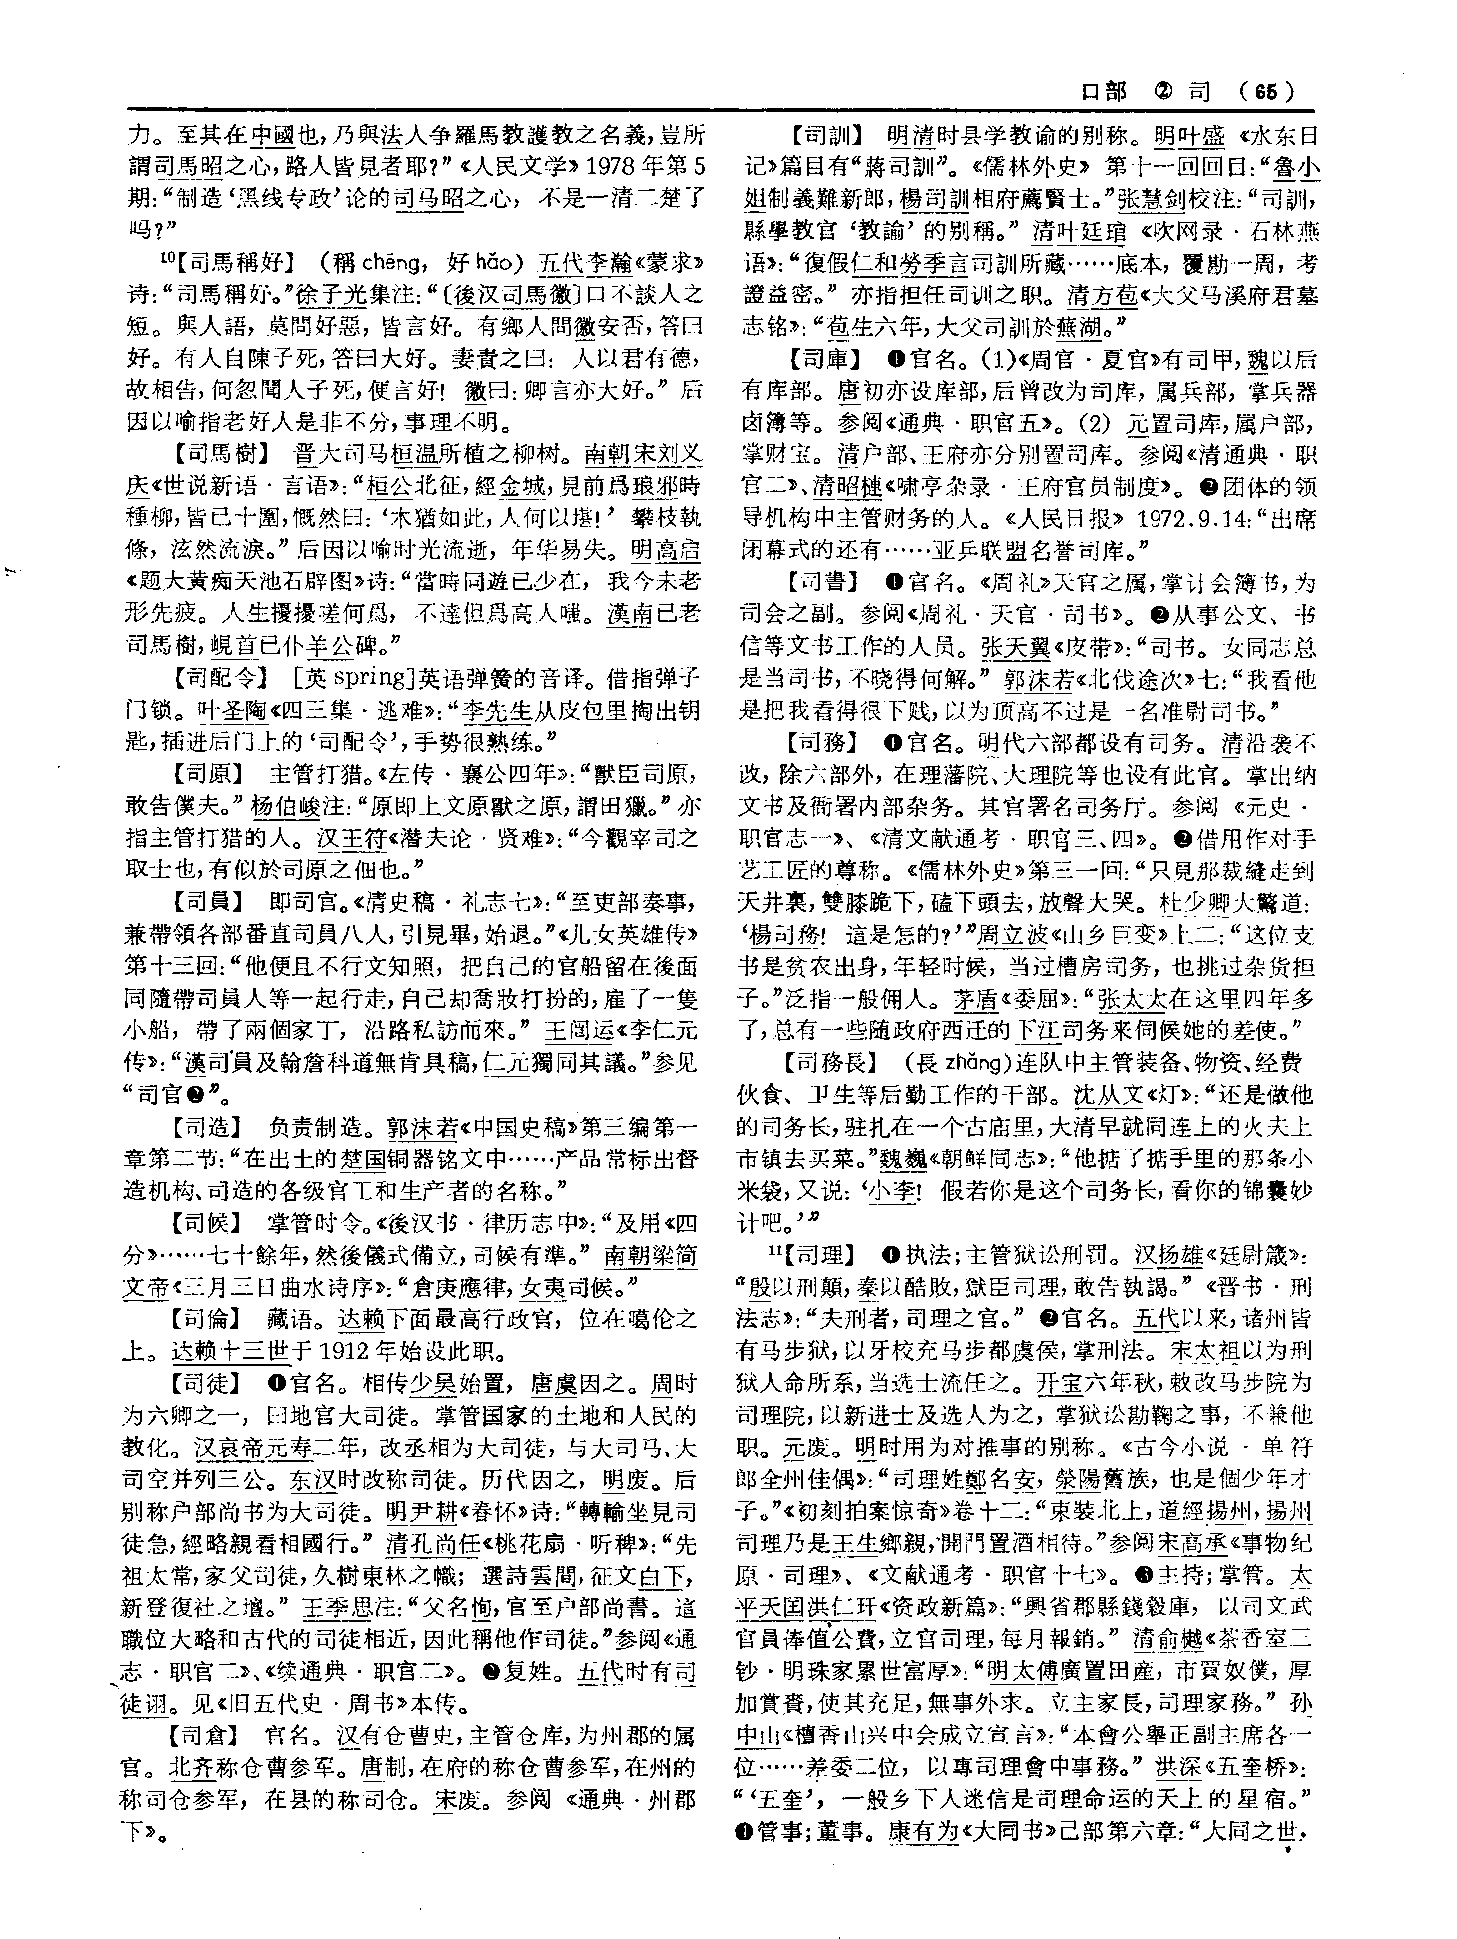 口部 ② 司 (65)
力。至其在中國也，乃與法人争羅馬教護教之名義，豈所
謂司馬昭之心，路人皆見者耶？”《人民文学》1978年第5
期：“制造‘黑线专政’论的司马昭之心，不是一清二楚了
吗？”
10【司馬稱好】 （稱chēng，好hǎo）五代李瀚《蒙求》
诗：“司馬稱好。”徐子光集注：“〔後汉司馬徽〕口不談人之
短。與人語，莫問好惡，皆言好。有鄉人問徽安否，答曰
好。有人自陳子死，答曰大好。妻責之曰：人以君有德，
故相告，何忽聞人子死，便言好！徽曰：卿言亦大好。”后
因以喻指老好人是非不分，事理不明。
【司馬樹】 晋大司马桓温所植之柳树。南朝宋刘义
庆《世说新语·言语》：“桓公北征，經金城，見前爲琅邪時
種柳，皆已十圍，慨然曰：‘木猶如此，人何以堪！’攀枝執
條，泫然流淚。”后因以喻时光流逝，年华易失。明高启
《题大黄痴天池石辟图》诗：“當時同遊已少在，我今未老
形先疲。人生擾擾嗟何爲，不達但爲高人嗤。漢南已老
司馬樹，峴首已仆羊公碑。”
【司配令】 [英spring]英语弹簧的音译。借指弹子
门锁。叶圣陶《四三集·逃难》：“李先生从皮包里掏出钥
匙，插进后门上的‘司配令’，手势很熟练。”
【司原】 主管打猎。《左传·襄公四年》：“獸臣司原，
敢告僕夫。”杨伯峻注：“原即上文原獸之原，謂田獵。”亦
指主管打猎的人。汉王符《潜夫论·贤难》：“今觀宰司之
取士也，有似於司原之佃也。”
【司員】 即司官。《清史稿·礼志七》：“至吏部奏事，
兼帶領各部番直司員八人，引見畢，始退。”《儿女英雄传》
第十三回：“他便且不行文知照，把自己的官船留在後面
同隨帶司員人等一起行走，自己却喬妝打扮的，雇了一隻
小船，帶了兩個家丁，沿路私訪而來。”王闿运《李仁元
传》：“漢司員及翰詹科道無肯具稿，仁元獨同其議。”参见
“司官❷”。
【司造】 负责制造。郭沫若《中国史稿》第三编第一
章第二节：“在出土的楚国铜器铭文中……产品常标出督
造机构、司造的各级官工和生产者的名称。”
【司候】 掌管时令。《後汉书·律历志中》：“及用《四
分》……七十餘年，然後儀式備立，司候有準。”南朝梁简
文帝《三月三日曲水诗序》：“倉庚應律，女夷司候。”
【司倫】 藏语。达赖下面最高行政官，位在噶伦之
上。达赖十三世于1912年始设此职。
【司徒】 ❶官名。相传少昊始置，唐虞因之。周时
为六卿之一，曰地官大司徒。掌管国家的土地和人民的
教化。汉哀帝元寿二年，改丞相为大司徒，与大司马、大
司空并列三公。东汉时改称司徒。历代因之，明废。后
别称户部尚书为大司徒。明尹耕《春怀》诗：“轉輸坐見司
徒急，經略親看相國行。”清孔尚任《桃花扇·听稗》：“先
祖太常，家父司徒，久樹東林之幟；選詩雲間，征文白下，
新登復社之壇。”王季思注：“父名恂，官至户部尚書。這
職位大略和古代的司徒相近，因此稱他作司徒。”参阅《通
志·职官二》、《续通典·职官二》。❷复姓。五代时有司
徒诩。见《旧五代史·周书》本传。
【司倉】 官名。汉有仓曹史，主管仓库，为州郡的属
官。北齐称仓曹参军。唐制，在府的称仓曹参军，在州的
称司仓参军，在县的称司仓。宋废。参阅《通典·州郡
下》。
【司訓】 明清时县学教谕的别称。明叶盛《水东日
记》篇目有“蔣司訓”。《儒林外史》第十一回回目：“魯小
姐制義難新郎，楊司訓相府薦賢士。”张慧剑校注：“司訓，
縣學教官‘教諭’的别稱。”清叶廷琯《吹网录·石林燕
语》：“復假仁和勞季言司訓所藏……底本，覆勘一周，考
證益密。”亦指担任司训之职。清方苞《大父马溪府君墓
志铭》：“苞生六年，大父司訓於蕪湖。”
【司庫】 ❶官名。(1)《周官·夏官》有司甲，魏以后
有库部。唐初亦设库部，后曾改为司库，属兵部，掌兵器
卤簿等。参阅《通典·职官五》。(2) 元置司库，属户部，
掌财宝。清户部、王府亦分别置司库。参阅《清通典·职
官二》、清昭槤《啸亭杂录·王府官员制度》。❷团体的领
导机构中主管财务的人。《人民日报》1972.9.14：“出席
闭幕式的还有……亚乒联盟名誉司库。”
【司書】 ❶官名。《周礼》天官之属，掌计会簿书，为
司会之副。参阅《周礼·天官·司书》。❷从事公文、书
信等文书工作的人员。张天翼《皮带》：“司书。女同志总
是当司书，不晓得何解。”郭沫若《北伐途次》七：“我看他
是把我看得很下贱，以为顶高不过是一名准尉司书。”
【司務】 ❶官名。明代六部都设有司务。清沿袭不
改，除六部外，在理藩院、大理院等也设有此官。掌出纳
文书及衙署内部杂务。其官署名司务厅。参阅《元史·
职官志一》、《清文献通考·职官三、四》。❷借用作对手
艺工匠的尊称。《儒林外史》第三一回：“只見那裁縫走到
天井裏，雙膝跪下，磕下頭去，放聲大哭。杜少卿大驚道：
‘楊司務！這是怎的？’”周立波《山乡巨变》上二：“这位支
书是贫农出身，年轻时候，当过槽房司务，也挑过杂货担
子。”泛指一般佣人。茅盾《委屈》：“张太太在这里四年多
了，总有一些随政府西迁的下江司务来伺候她的差使。”
【司務長】 （長zhǎng）连队中主管装备、物资、经费
伙食、卫生等后勤工作的干部。沈从文《灯》：“还是做他
的司务长，驻扎在一个古庙里，大清早就同连上的火夫上
市镇去买菜。”魏巍《朝鲜同志》：“他掂了掂手里的那条小
米袋，又说：‘小李！假若你是这个司务长，看你的锦囊妙
计吧。’”
11【司理】 ❶执法；主管狱讼刑罚。汉扬雄《廷尉箴》：
“殷以刑顛，秦以酷敗，獄臣司理，敢告執謁。”《晋书·刑
法志》：“夫刑者，司理之官。”❷官名。五代以来，诸州皆
有马步狱，以牙校充马步都虞侯，掌刑法。宋太祖以为刑
狱人命所系，当选士流任之。开宝六年秋，敕改马步院为
司理院，以新进士及选人为之，掌狱讼勘鞫之事，不兼他
职。元废。明时用为对推事的别称。《古今小说·单符
郎全州佳偶》：“司理姓鄭名安，滎陽舊族，也是個少年才
子。”《初刻拍案惊奇》卷十二：“束裝北上，道經揚州，揚州
司理乃是王生鄉親，開門置酒相待。”参阅宋高承《事物纪
原·司理》、《文献通考·职官十七》。❸主持；掌管。太
平天国洪仁玕《资政新篇》：“興省郡縣錢穀庫，以司文武
官員俸值公費，立官司理，每月報銷。”清俞樾《茶香室三
钞·明珠家累世富厚》：“明太傅廣置田産，市買奴僕，厚
加賞賚，使其充足，無事外求。立主家長，司理家務。”孙
中山《檀香山兴中会成立宣言》：“本會公舉正副主席各一
位……差委二位，以專司理會中事務。”洪深《五奎桥》：
“‘五奎’，一般乡下人迷信是司理命运的天上的星宿。”
❹管事；董事。康有为《大同书》己部第六章：“大同之世，